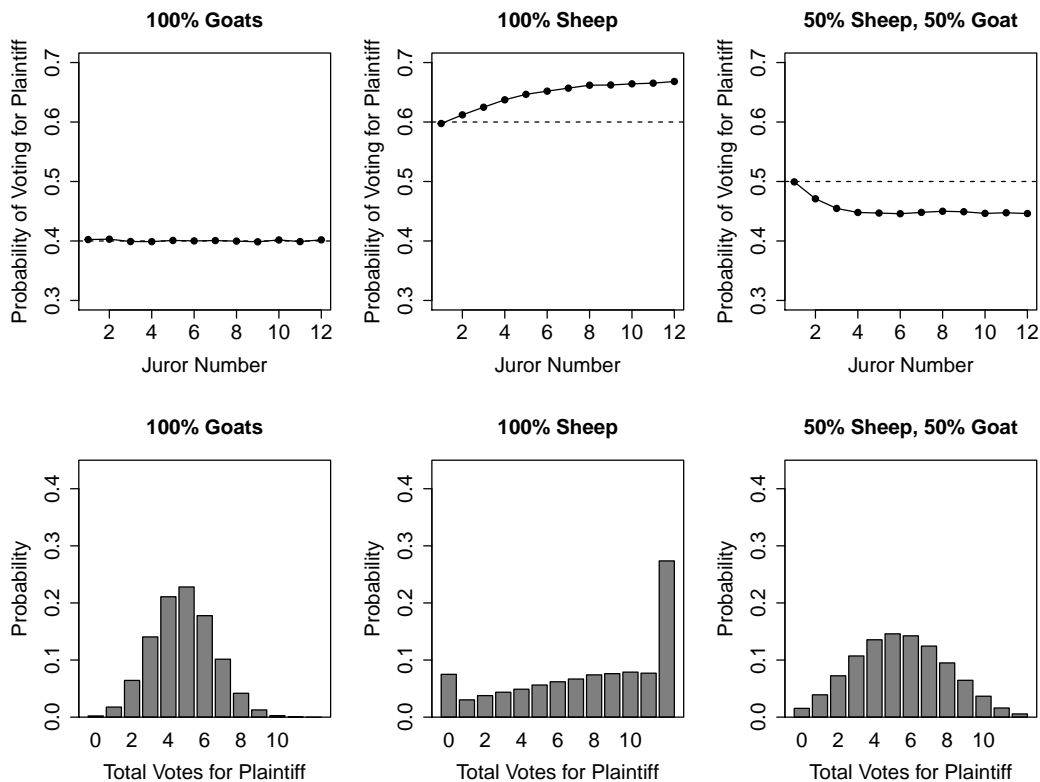 100% Goats
Probability of Voting for Plaintiff
0.3 0.4 0.5 0.6 0.7
2 4 6 8 10 12
Juror Number
100% Sheep
Probability of Voting for Plaintiff
0.3 0.4 0.5 0.6 0.7
2 4 6 8 10 12
Juror Number
50% Sheep, 50% Goat
Probability of Voting for Plaintiff
0.3 0.4 0.5 0.6 0.7
2 4 6 8 10 12
Juror Number
100% Goats
Probability
0.0 0.1 0.2 0.3 0.4
0 2 4 6 8 10
Total Votes for Plaintiff
100% Sheep
Probability
0.0 0.1 0.2 0.3 0.4
0 2 4 6 8 10
Total Votes for Plaintiff
50% Sheep, 50% Goat
Probability
0.0 0.1 0.2 0.3 0.4
0 2 4 6 8 10
Total Votes for Plaintiff